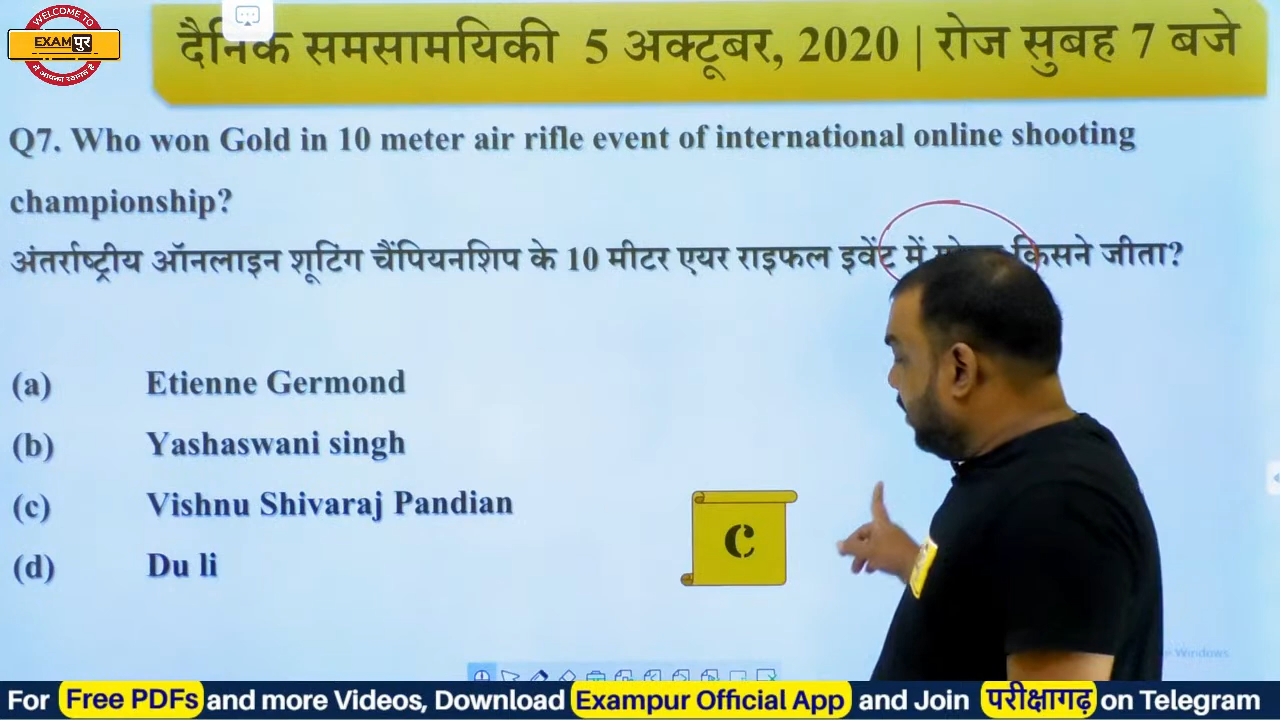 WELCOME TO
EXAMपुर
में आपका स्वागत है
दैनिक समसामयिकी 5 अक्टूबर, 2020 | रोज सुबह 7 बजे
Q7. Who won Gold in 10 meter air rifle event of international online shooting
championship?
अंतर्राष्ट्रीय ऑनलाइन शूटिंग चैंपियनशिप के 10 मीटर एयर राइफल इवेंट में किसने जीता?
(a) Etienne Germond
(b) Yashaswani singh
(c) Vishnu Shivaraj Pandian
(d) Du li
C
Windows
For Free PDFs and more Videos, Download Exampur Official App and Join परीक्षागढ़ on Telegram